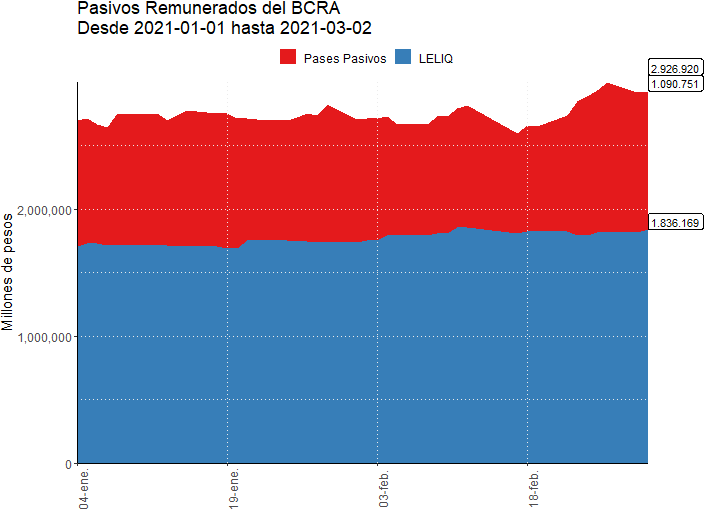 Pasivos Remunerados del BCRA
Desde 2021-01-01 hasta 2021-03-02
Pases Pasivos LELIQ
2.926.920
1.090.751
1.836.169
Millones de pesos
2,000,000
1,000,000
0
04-ene.
19-ene.
03-feb.
18-feb.